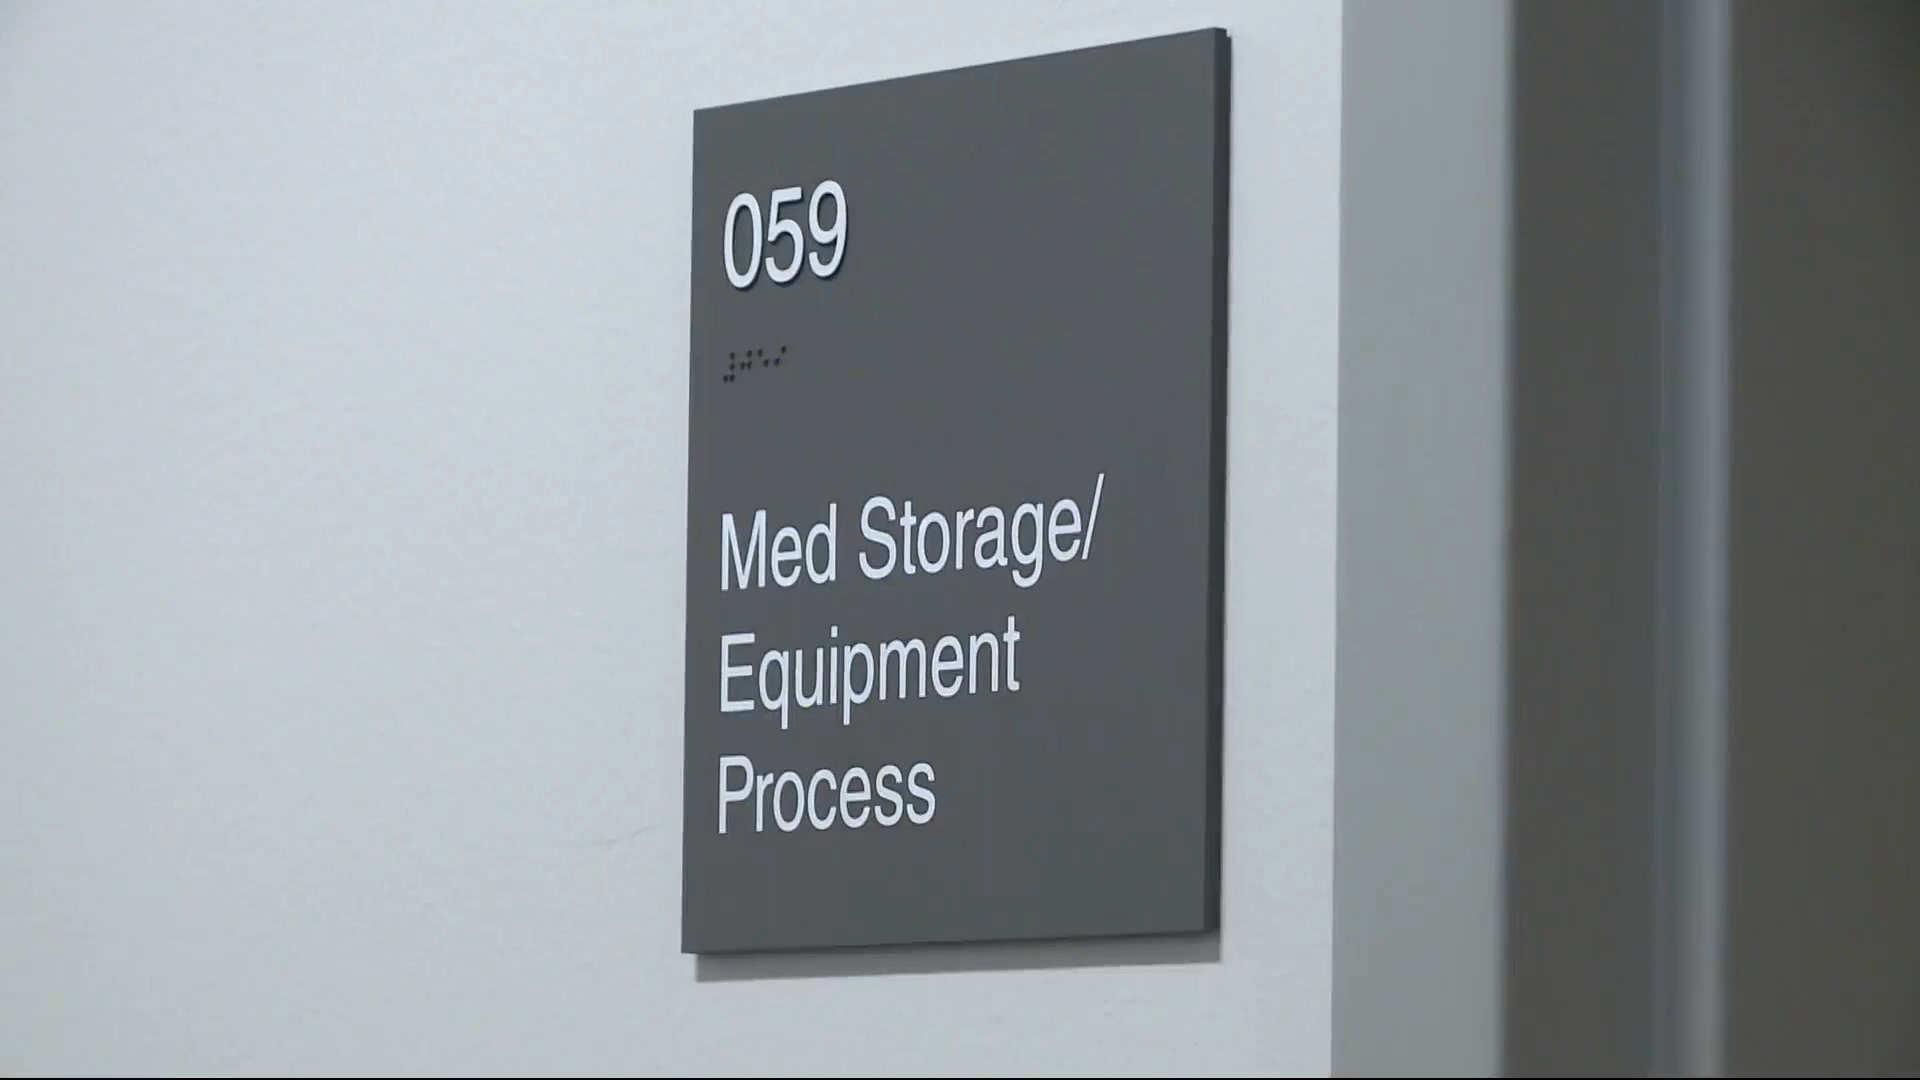 059
⠼⠚⠑⠊
Med Storage/
Equipment
Process